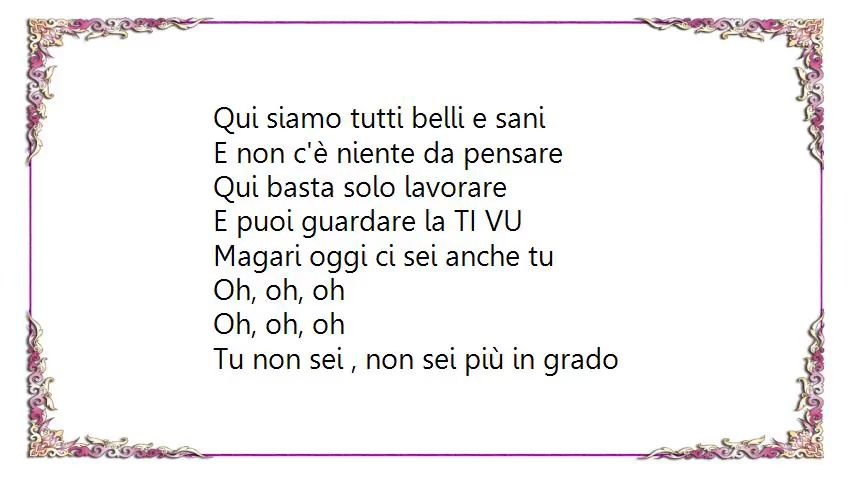 Qui siamo tutti belli e sani
E non c'è niente da pensare
Qui basta solo lavorare
E puoi guardare la TI VU
Magari oggi ci sei anche tu
Oh, oh, oh
Oh, oh, oh
Tu non sei , non sei più in grado